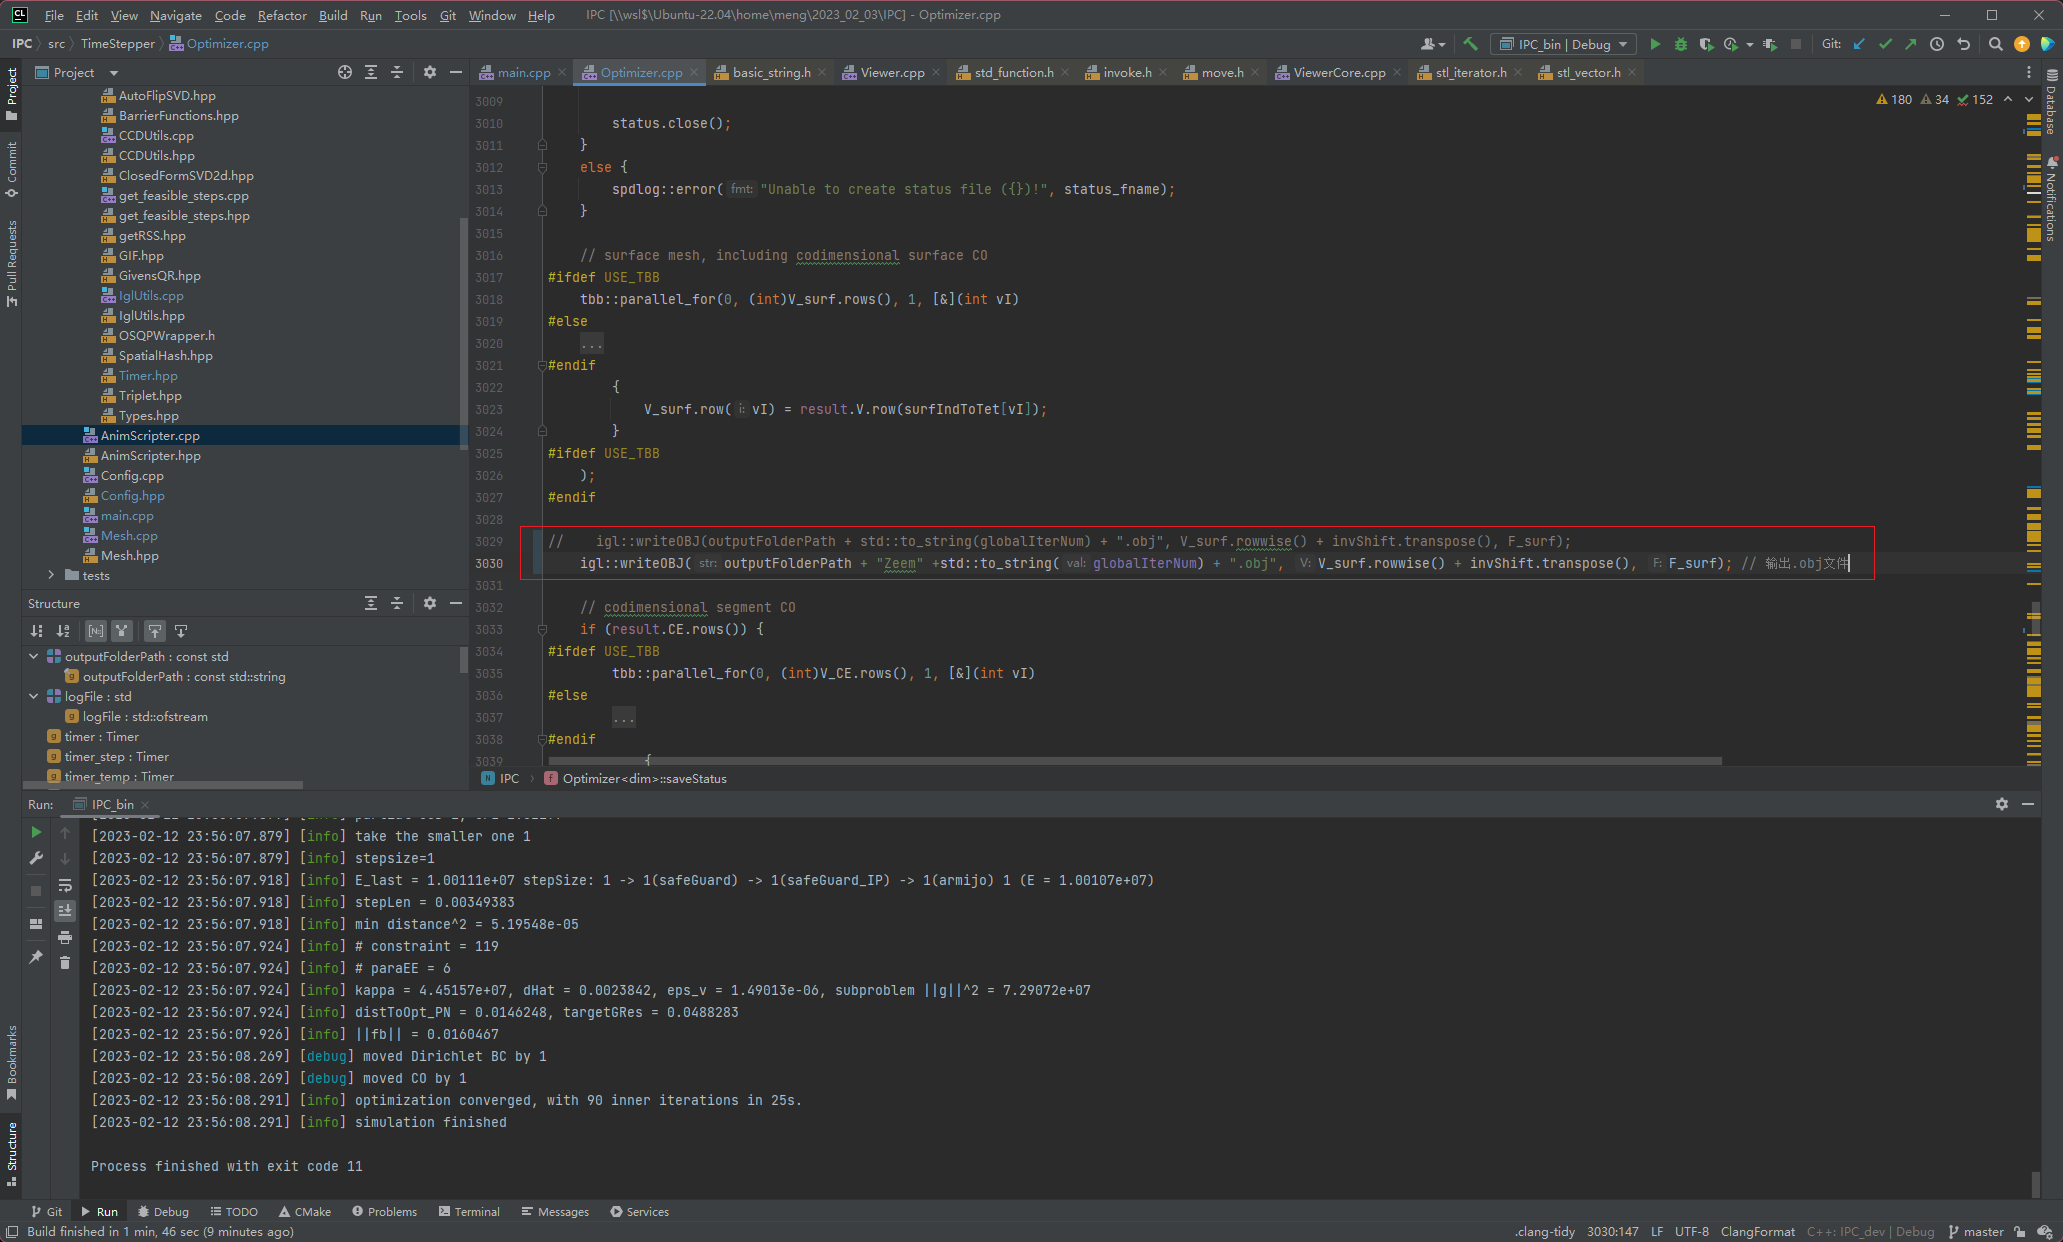 File Edit View Navigate Code Refactor Build Run Tools Git Window Help IPC [\\wsl$\Ubuntu-22.04\home\meng\2023_02_03\IPC] - Optimizer.cpp
IPC src TimeStepper Optimizer.cpp
IPC_bin | Debug Git:
Project
main.cpp Optimizer.cpp basic_string.h Viewer.cpp std_function.h invoke.h move.h ViewerCore.cpp stl_iterator.h stl_vector.h
180 34 152
Project
Commit
Pull Requests
Bookmarks
Structure
Database
Notifications
AutoFlipSVD.hpp
BarrierFunctions.hpp
CCDUtils.cpp
CCDUtils.hpp
ClosedFormSVD2d.hpp
get_feasible_steps.cpp
get_feasible_steps.hpp
getRSS.hpp
GIF.hpp
GivensQR.hpp
IglUtils.cpp
IglUtils.hpp
OSQPWrapper.h
SpatialHash.hpp
Timer.hpp
Triplet.hpp
Types.hpp
AnimScripter.cpp
AnimScripter.hpp
Config.cpp
Config.hpp
main.cpp
Mesh.cpp
Mesh.hpp
tests
Structure
outputFolderPath : const std
outputFolderPath : const std::string
logFile : std
logFile : std::ofstream
timer : Timer
timer_step : Timer
timer_temp : Timer
3009
3010 status.close();
3011 }
3012 else {
3013 spdlog::error( fmt: "Unable to create status file ({})!", status_fname);
3014 }
3015
3016 // surface mesh, including codimensional surface CO
3017 #ifdef USE_TBB
3018 tbb::parallel_for(0, (int)V_surf.rows(), 1, [&](int vI)
3019 #else
3020 ...
3021 #endif
3022 {
3023 V_surf.row( i: vI) = result.V.row(surfIndToTet[vI]);
3024 }
3025 #ifdef USE_TBB
3026 );
3027 #endif
3028
3029 // igl::writeOBJ(outputFolderPath + std::to_string(globalIterNum) + ".obj", V_surf.rowwise() + invShift.transpose(), F_surf);
3030 igl::writeOBJ( str: outputFolderPath + "Zeem" +std::to_string( val: globalIterNum) + ".obj", V: V_surf.rowwise() + invShift.transpose(), F: F_surf); // 输出.obj文件
3031
3032 // codimensional segment CO
3033 if (result.CE.rows()) {
3034 #ifdef USE_TBB
3035 tbb::parallel_for(0, (int)V_CE.rows(), 1, [&](int vI)
3036 #else
3037 ...
3038 #endif
3039 {
IPC Optimizer<dim>::saveStatus
Run: IPC_bin
[2023-02-12 23:56:07.879] [info] take the smaller one 1
[2023-02-12 23:56:07.879] [info] stepsize=1
[2023-02-12 23:56:07.918] [info] E_last = 1.00111e+07 stepSize: 1 -> 1(safeGuard) -> 1(safeGuard_IP) -> 1(armijo) 1 (E = 1.00107e+07)
[2023-02-12 23:56:07.918] [info] stepLen = 0.00349383
[2023-02-12 23:56:07.918] [info] min distance^2 = 5.19548e-05
[2023-02-12 23:56:07.924] [info] # constraint = 119
[2023-02-12 23:56:07.924] [info] # paraEE = 6
[2023-02-12 23:56:07.924] [info] kappa = 4.45157e+07, dHat = 0.0023842, eps_v = 1.49013e-06, subproblem ||g||^2 = 7.29072e+07
[2023-02-12 23:56:07.924] [info] distToOpt_PN = 0.0146248, targetGRes = 0.0488283
[2023-02-12 23:56:07.926] [info] ||fb|| = 0.0160467
[2023-02-12 23:56:08.269] [debug] moved Dirichlet BC by 1
[2023-02-12 23:56:08.269] [debug] moved CO by 1
[2023-02-12 23:56:08.291] [info] optimization converged, with 90 inner iterations in 25s.
[2023-02-12 23:56:08.291] [info] simulation finished
Process finished with exit code 11
Git Run Debug TODO CMake Problems Terminal Messages Services
Build finished in 1 min, 46 sec (9 minutes ago) .clang-tidy 3030:147 LF UTF-8 ClangFormat C++: IPC_dev | Debug master